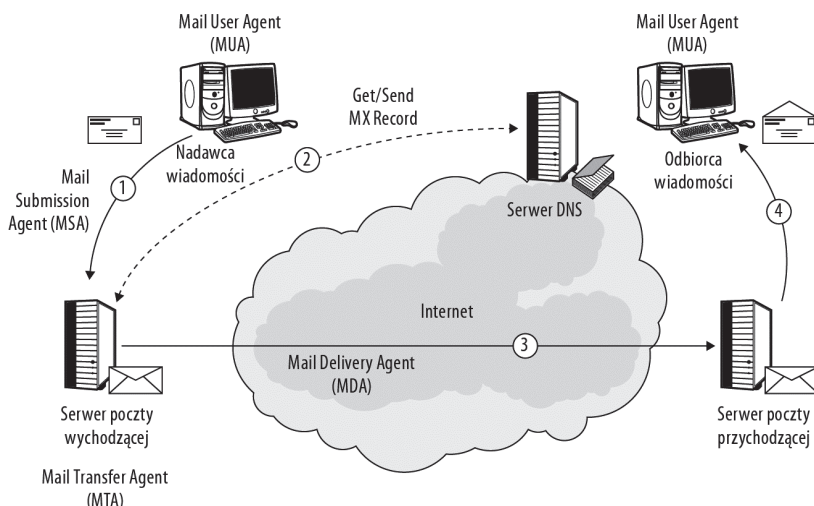 Mail User Agent
(MUA)
Mail User Agent
(MUA)
Get/Send
MX Record
2
1
Nadawca
wiadomości
Odbiorca
wiadomości
Mail
Submission
Agent (MSA)
Serwer DNS
4
Internet
3
Mail Delivery Agent
(MDA)
Serwer poczty
wychodzącej
Serwer poczty
przychodzącej
Mail Transfer Agent
(MTA)